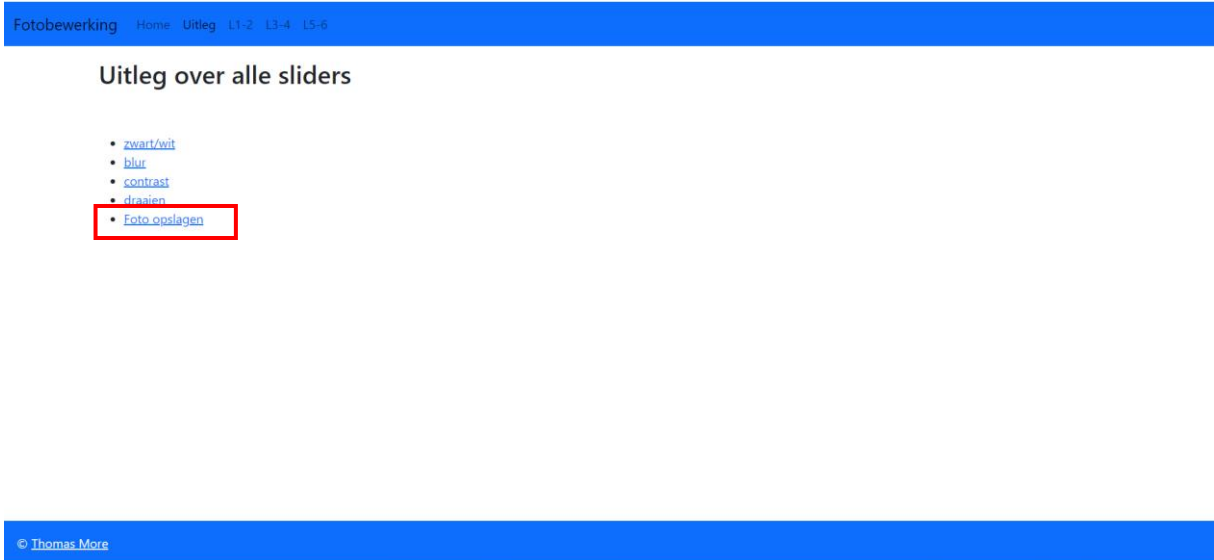 Fotobewerking Home Uitleg L1-2 L3-4 L5-6
Uitleg over alle sliders
zwart/wit
blur
contrast
draaien
Foto opslagen
© Thomas More